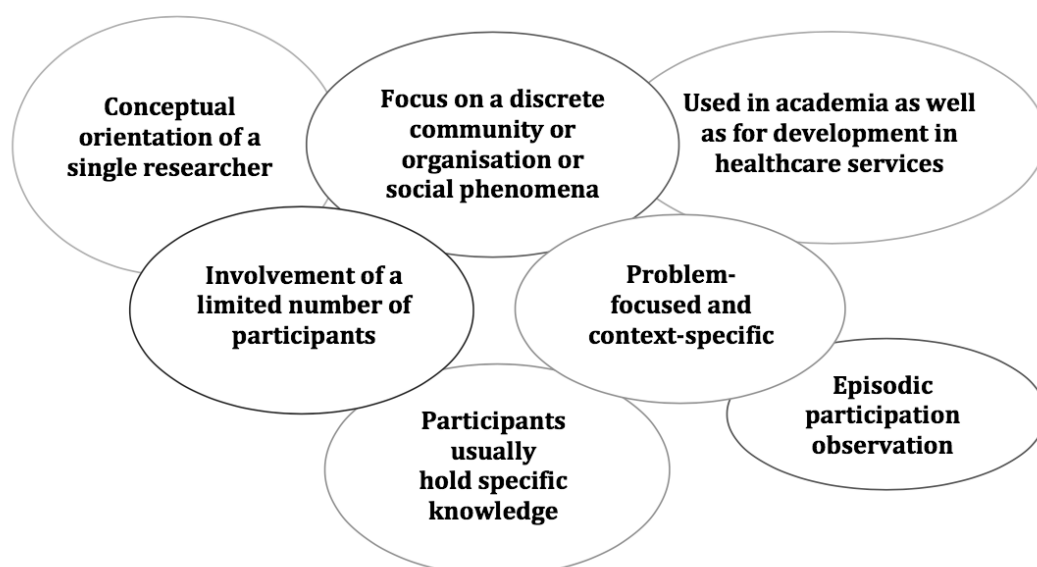 Conceptual
orientation of a
single researcher
Focus on a discrete
community or
organisation or
social phenomena
Used in academia as well
as for development in
healthcare services
Involvement of a
limited number of
participants
Problem-
focused and
context-specific
Participants
usually
hold specific
knowledge
Episodic
participation
observation